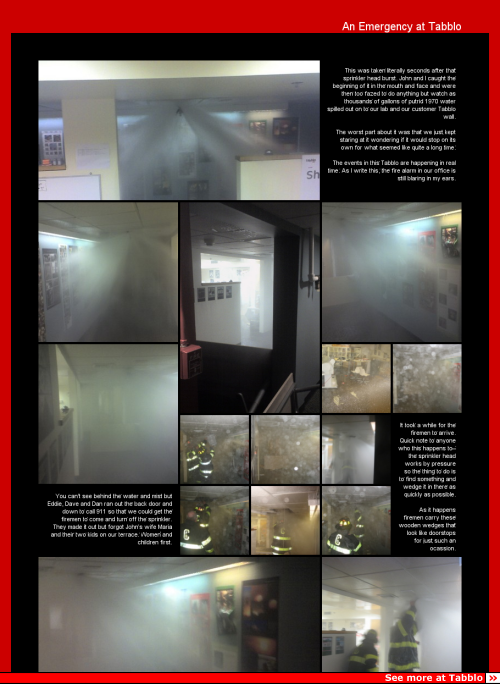 An Emergency at Tabblo
This was taken literally seconds after that
sprinkler head burst. John and I caught the
beginning of it in the mouth and face and were
then too fazed to do anything but watch as
thousands of gallons of putrid 1970 water
spilled out on to our lab and our customer Tabblo
wall.
The worst part about it was that we just kept
staring at it wondering if it would stop on its
own for what seemed like quite a long time.
The events in this Tabblo are happening in real
time. As I write this, the fire alarm in our office is
still blaring in my ears.
Sh
It took a while for the
firemen to arrive.
Quick note to anyone
who this happens to--
the sprinkler head
works by pressure
so the thing to do is
to find something and
wedge it in there as
quickly as possible.
As it happens
firemen carry these
wooden wedges that
look like doorstops
for just such an
ocassion.
You can't see behind the water and mist but
Eddie, Dave and Dan ran out the back door and
down to call 911 so that we could get the
firemen to come and turn off the sprinkler.
They made it out but forgot John's wife Maria
and their two kids on our terrace. Women and
children first.
See more at Tabblo >>